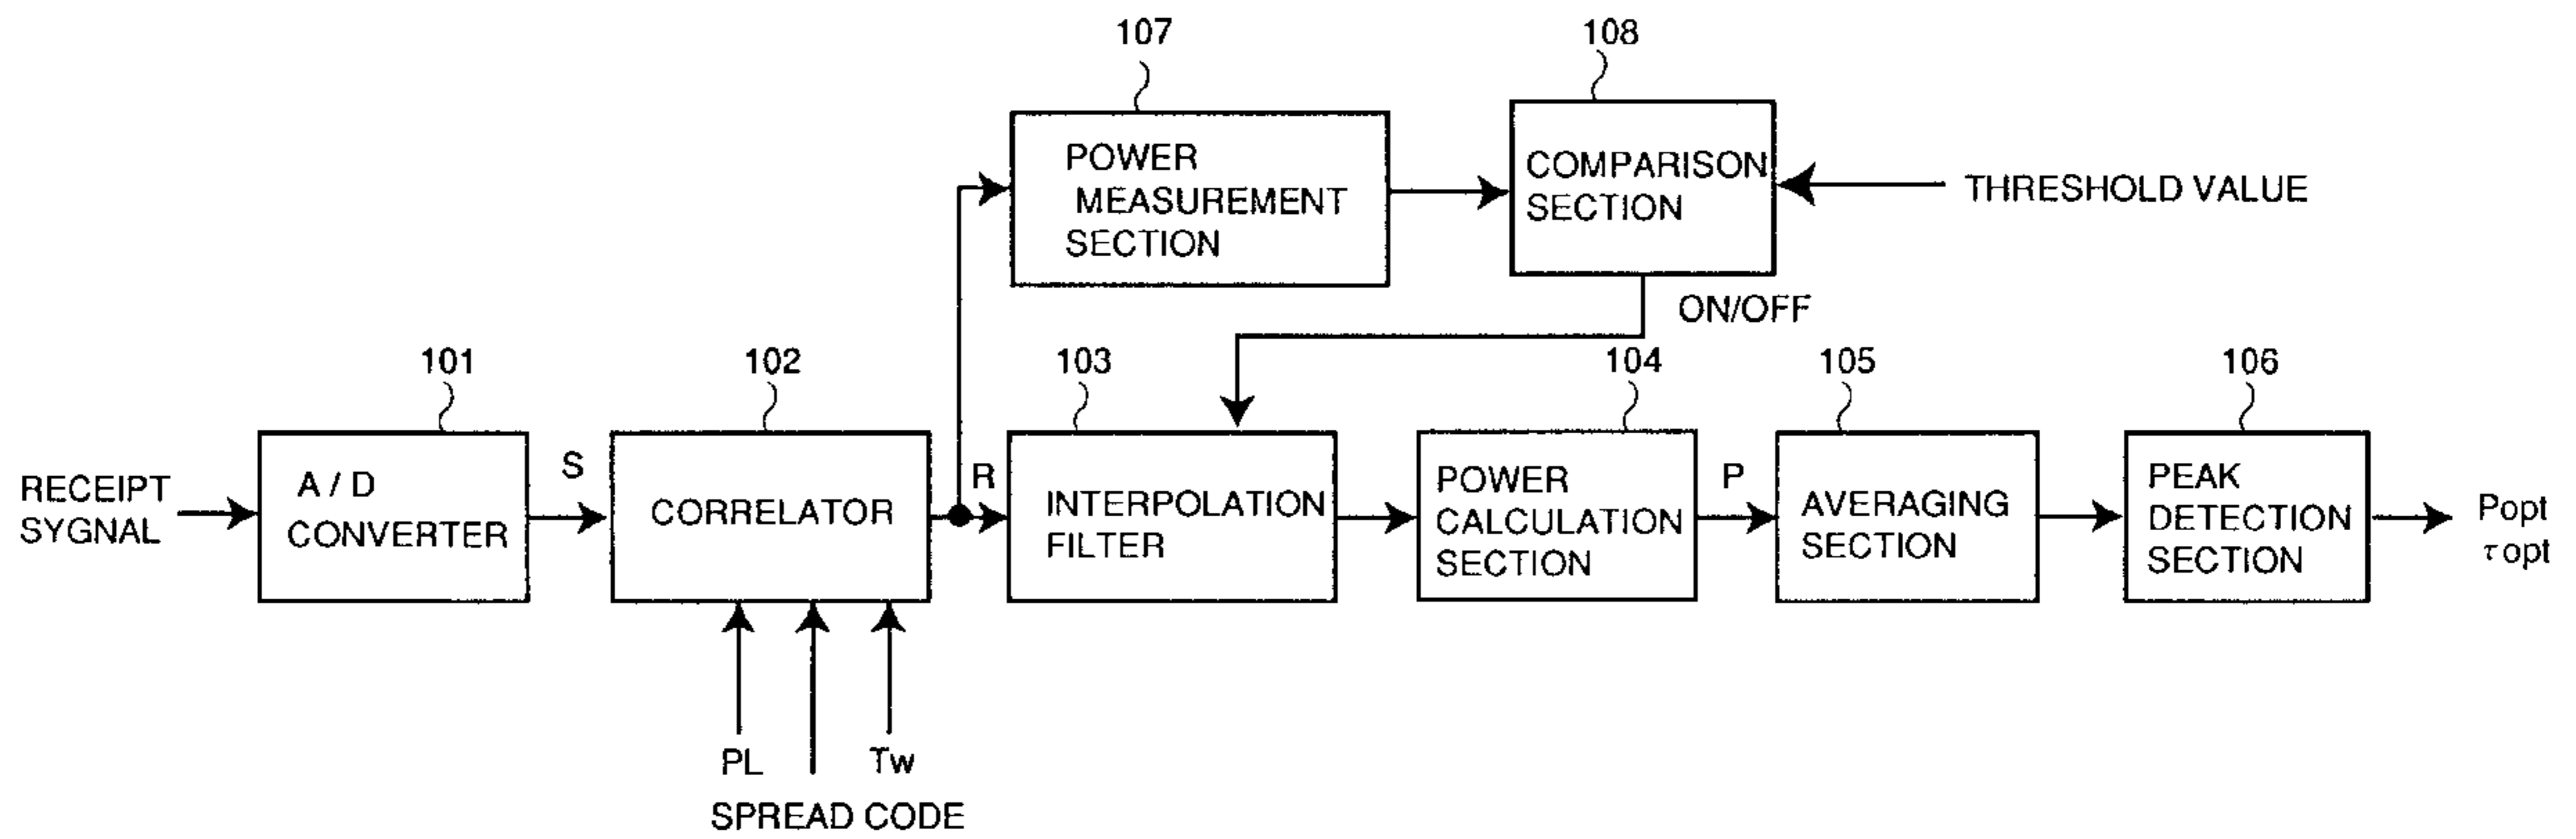 107
108
POWER
MEASUREMENT
SECTION
COMPARISON
SECTION
THRESHOLD VALUE
ON/OFF
101
102
103
104
105
106
RECEIPT
SYGNAL
A / D
CONVERTER
S
CORRELATOR
R
INTERPOLATION
FILTER
POWER
CALCULATION
SECTION
P
AVERAGING
SECTION
PEAK
DETECTION
SECTION
Popt
τopt
PL
Tw
SPREAD CODE